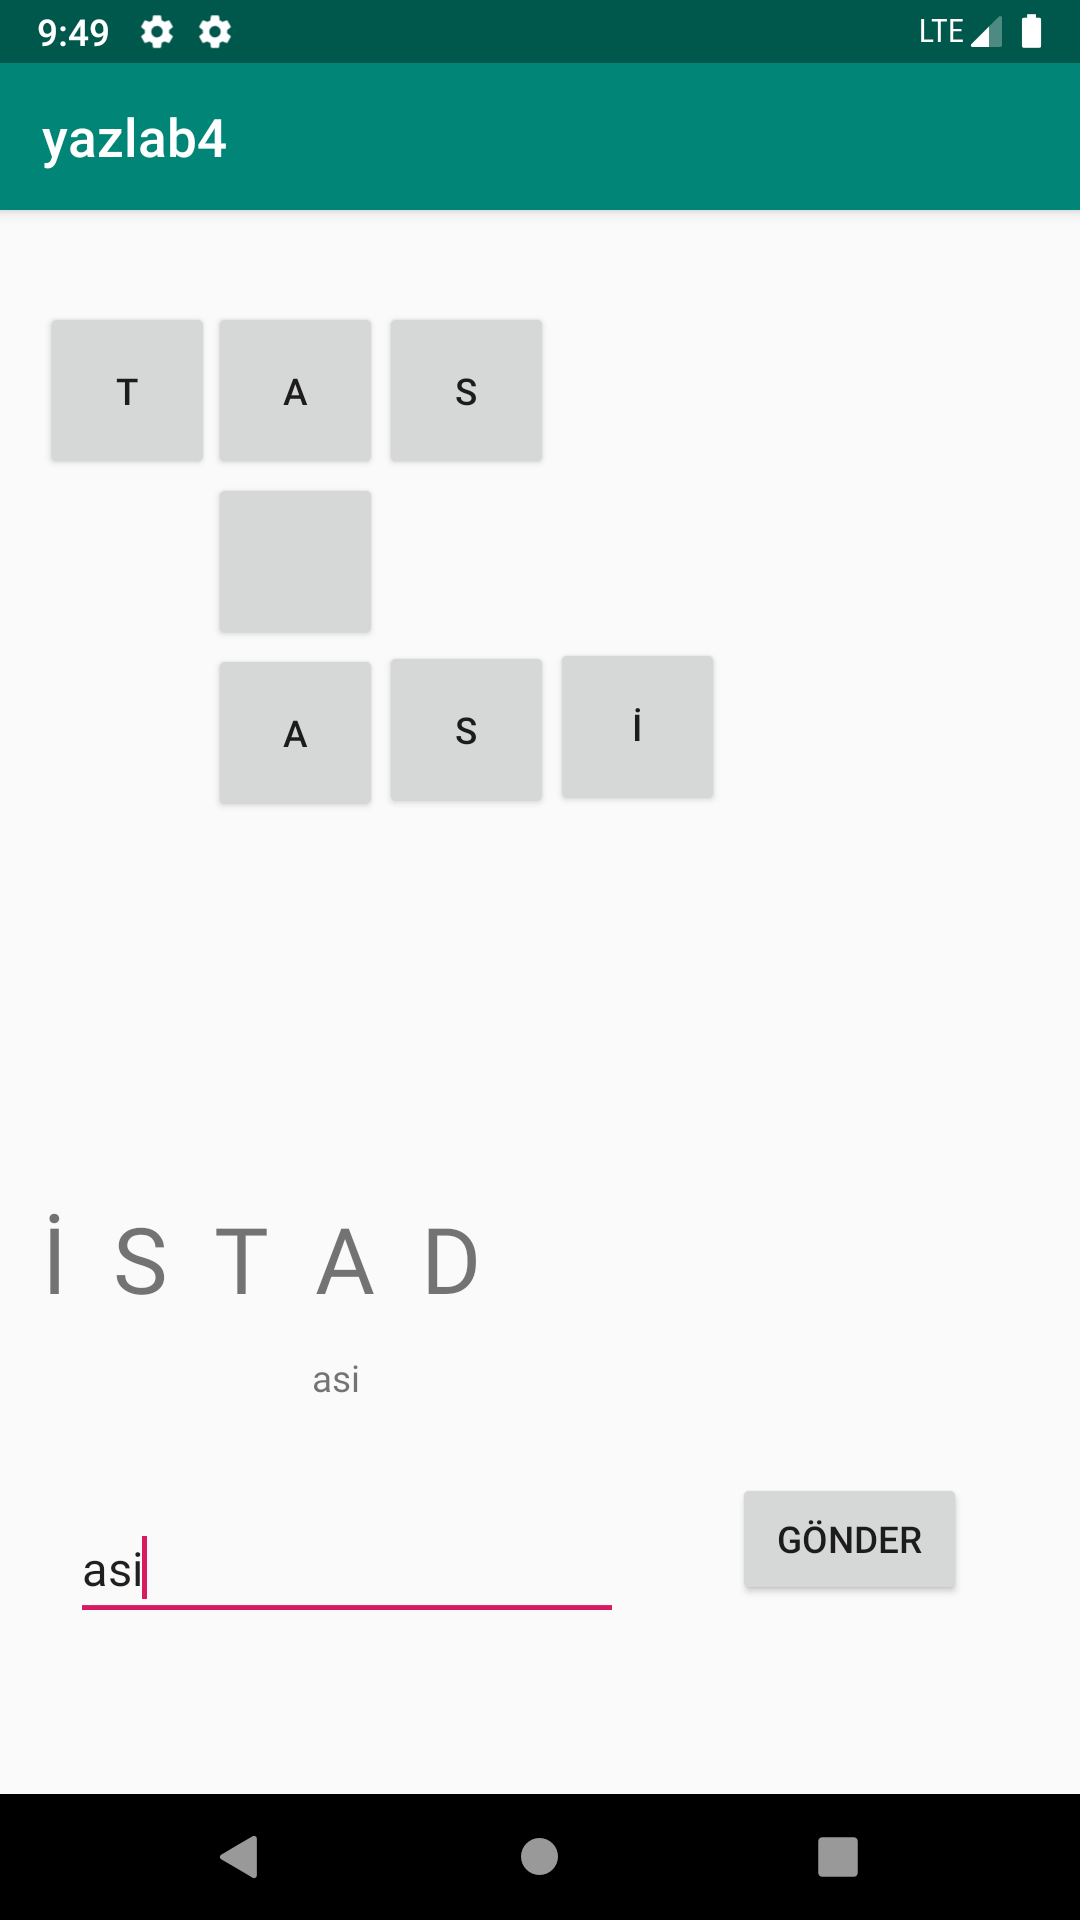 9:49 LTE
yazlab4
T A S
A S İ
İ S T A D
asi
GÖNDER
asi